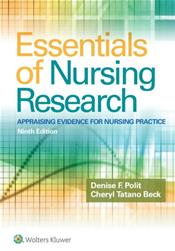 Essentials
of Nursing
Research
APPRAISING EVIDENCE FOR NURSING PRACTICE
Ninth Edition
Denise F. Polit
Cheryl Tatano Beck
Wolters Kluwer